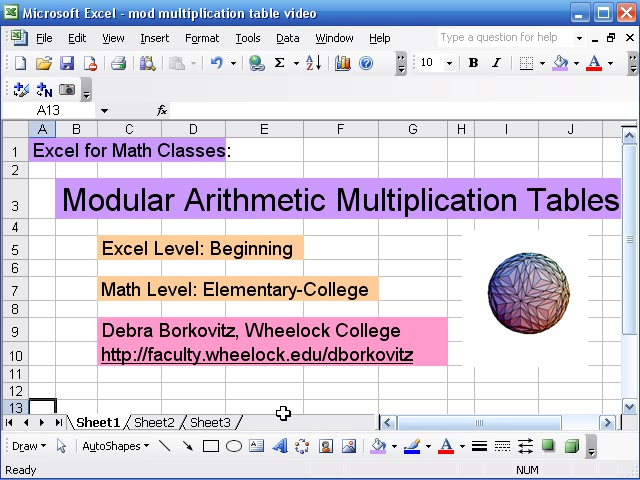 Microsoft Excel - mod multiplication table video
File Edit View Insert Format Tools Data Window Help Type a question for help
10 B I A
A13 fx
A B C D E F G H I J
1 Excel for Math Classes:
2
3 Modular Arithmetic Multiplication Tables
4
5 Excel Level: Beginning
6
7 Math Level: Elementary-College
8
9 Debra Borkovitz, Wheelock College
10 http://faculty.wheelock.edu/dborkovitz
11
12
13
Sheet1 Sheet2 Sheet3
Draw AutoShapes A A
Ready NUM